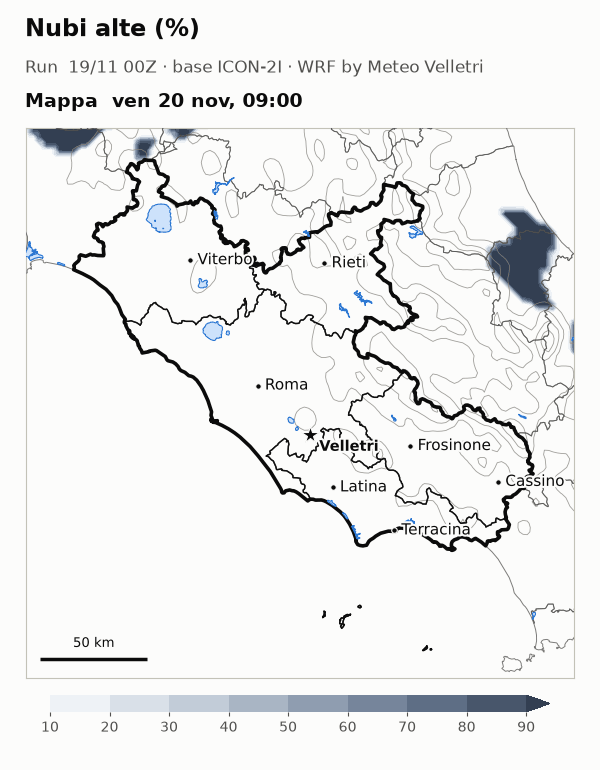 Nubi alte (%)
Run  19/11 00Z · base ICON-2I · WRF by Meteo Velletri
Mappa  ven 20 nov, 09:00
Viterbo
Rieti
Roma
Velletri
Frosinone
Latina
Cassino
Terracina
50 km
10 20 30 40 50 60 70 80 90